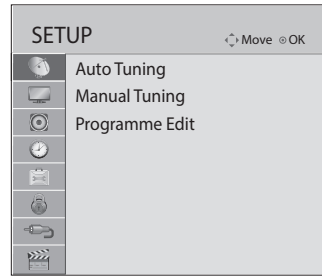 SETUP
Move OK
Auto Tuning
Manual Tuning
Programme Edit